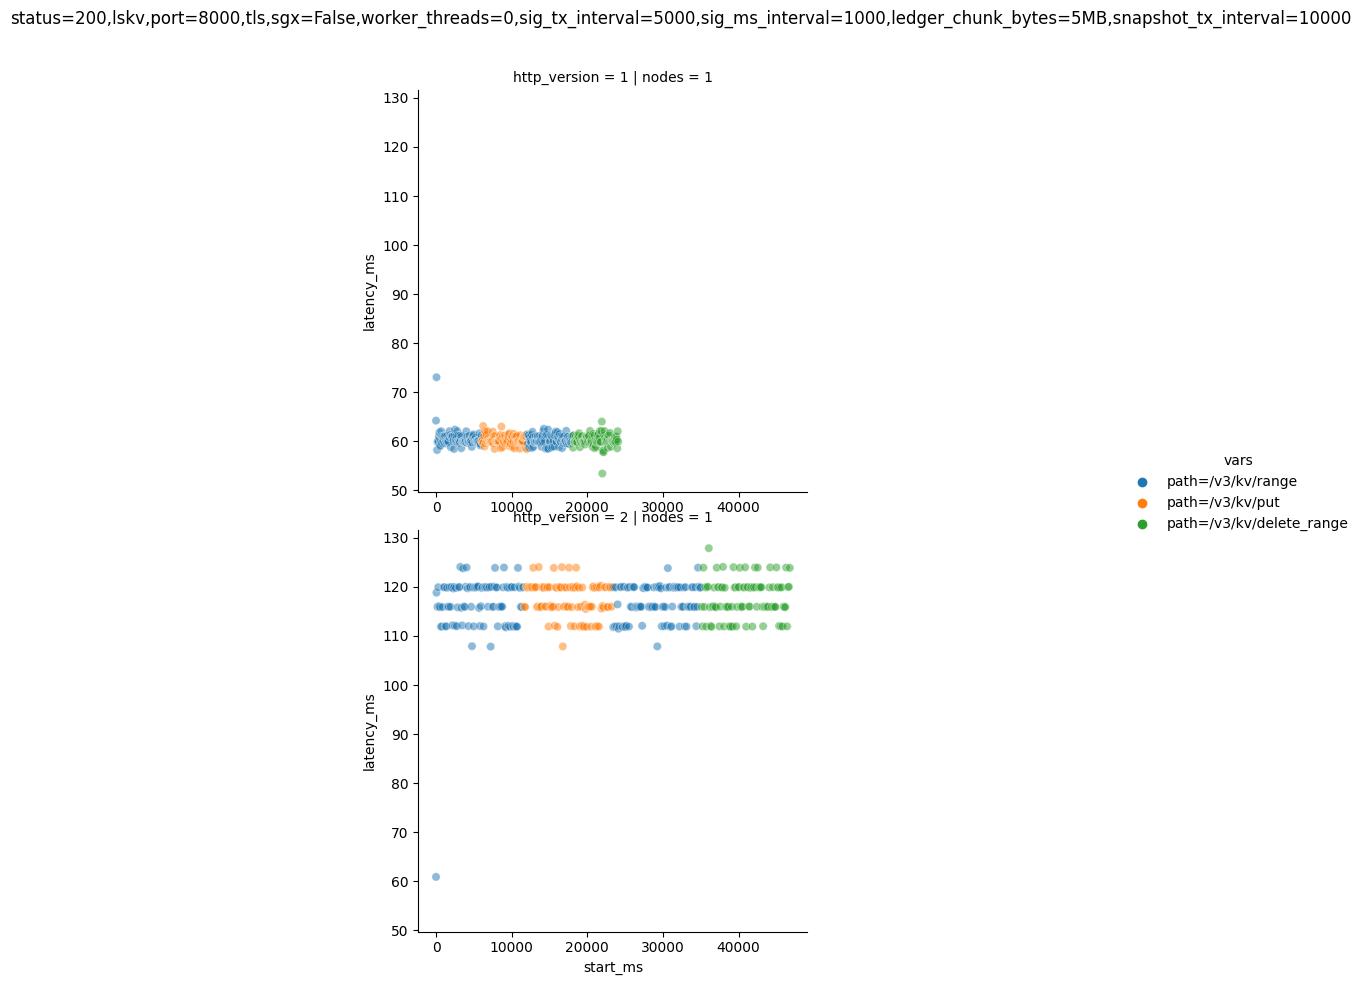 status=200,lskv,port=8000,tls,sgx=False,worker_threads=0,sig_tx_interval=5000,sig_ms_interval=1000,ledger_chunk_bytes=5MB,snapshot_tx_interval=10000
http_version = 1 | nodes = 1
130
120
110
100
90
80
70
60
50
latency_ms
0 10000 20000 30000 40000
http_version = 2 | nodes = 1
130
120
110
100
90
80
70
60
50
latency_ms
0 10000 20000 30000 40000
start_ms
vars
path=/v3/kv/range
path=/v3/kv/put
path=/v3/kv/delete_range